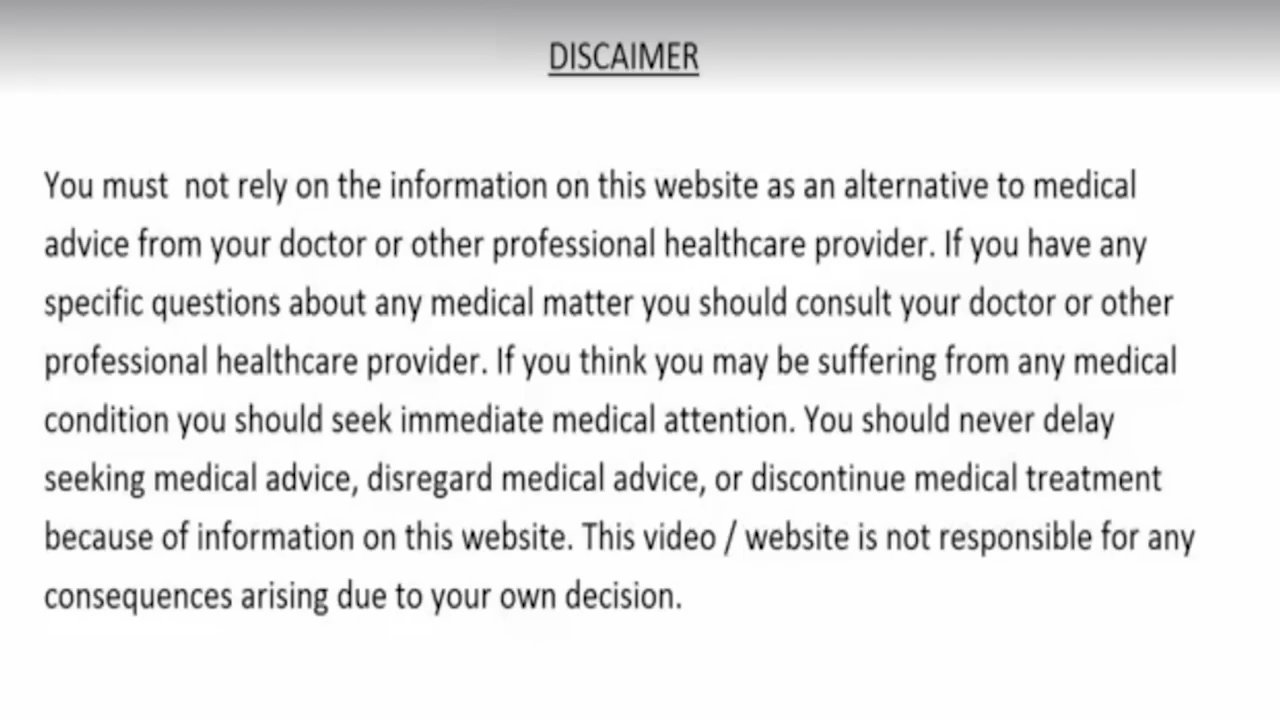 DISCAIMER
You must  not rely on the information on this website as an alternative to medical
advice from your doctor or other professional healthcare provider. If you have any
specific questions about any medical matter you should consult your doctor or other
professional healthcare provider. If you think you may be suffering from any medical
condition you should seek immediate medical attention. You should never delay
seeking medical advice, disregard medical advice, or discontinue medical treatment
because of information on this website. This video / website is not responsible for any
consequences arising due to your own decision.